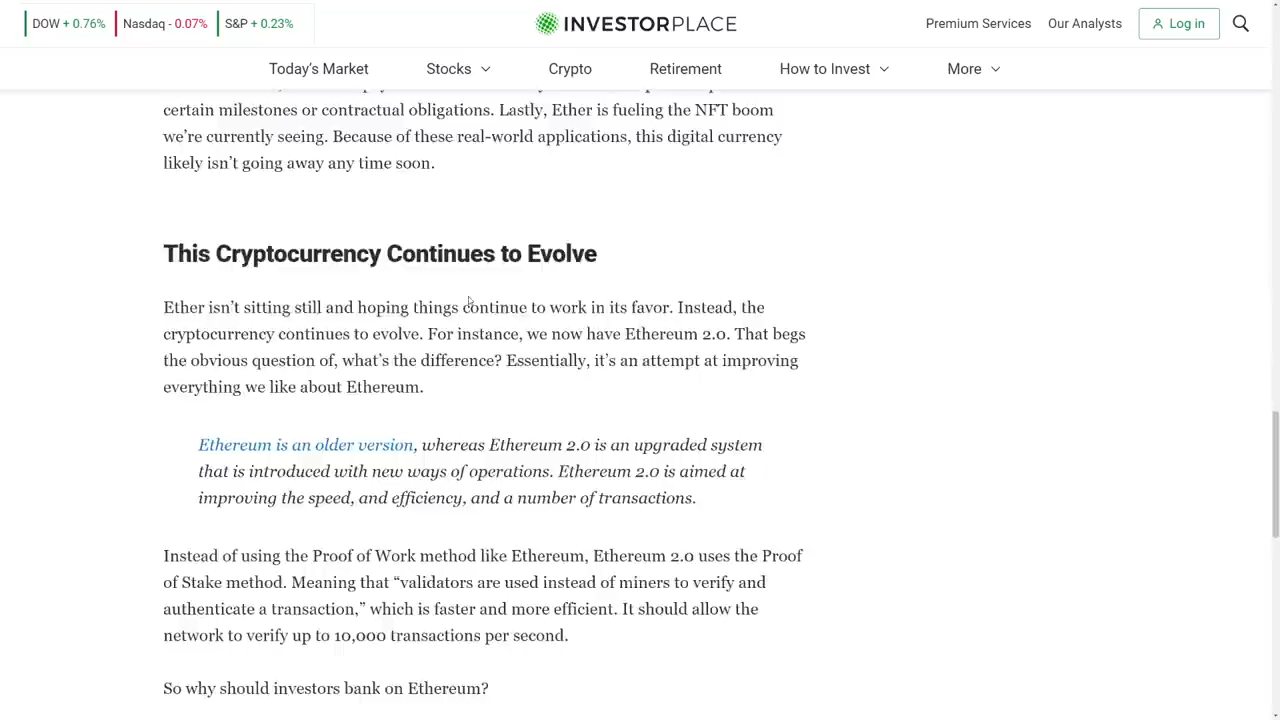 DOW + 0.76% Nasdaq - 0.07% S&P + 0.23%
INVESTORPLACE
Premium Services Our Analysts Log in
Today's Market Stocks Crypto Retirement How to Invest More
certain milestones or contractual obligations. Lastly, Ether is fueling the NFT boom
we're currently seeing. Because of these real-world applications, this digital currency
likely isn't going away any time soon.
This Cryptocurrency Continues to Evolve
Ether isn't sitting still and hoping things continue to work in its favor. Instead, the
cryptocurrency continues to evolve. For instance, we now have Ethereum 2.0. That begs
the obvious question of, what's the difference? Essentially, it's an attempt at improving
everything we like about Ethereum.
Ethereum is an older version, whereas Ethereum 2.0 is an upgraded system
that is introduced with new ways of operations. Ethereum 2.0 is aimed at
improving the speed, and efficiency, and a number of transactions.
Instead of using the Proof of Work method like Ethereum, Ethereum 2.0 uses the Proof
of Stake method. Meaning that “validators are used instead of miners to verify and
authenticate a transaction,” which is faster and more efficient. It should allow the
network to verify up to 10,000 transactions per second.
So why should investors bank on Ethereum?